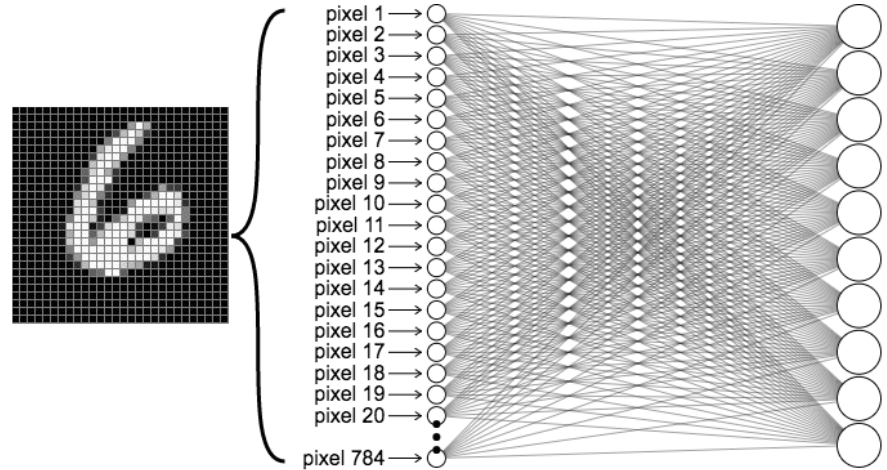 pixel 1
pixel 2
pixel 3
pixel 4
pixel 5
pixel 6
pixel 7
pixel 8
pixel 9
pixel 10
pixel 11
pixel 12
pixel 13
pixel 14
pixel 15
pixel 16
pixel 17
pixel 18
pixel 19
pixel 20
pixel 784